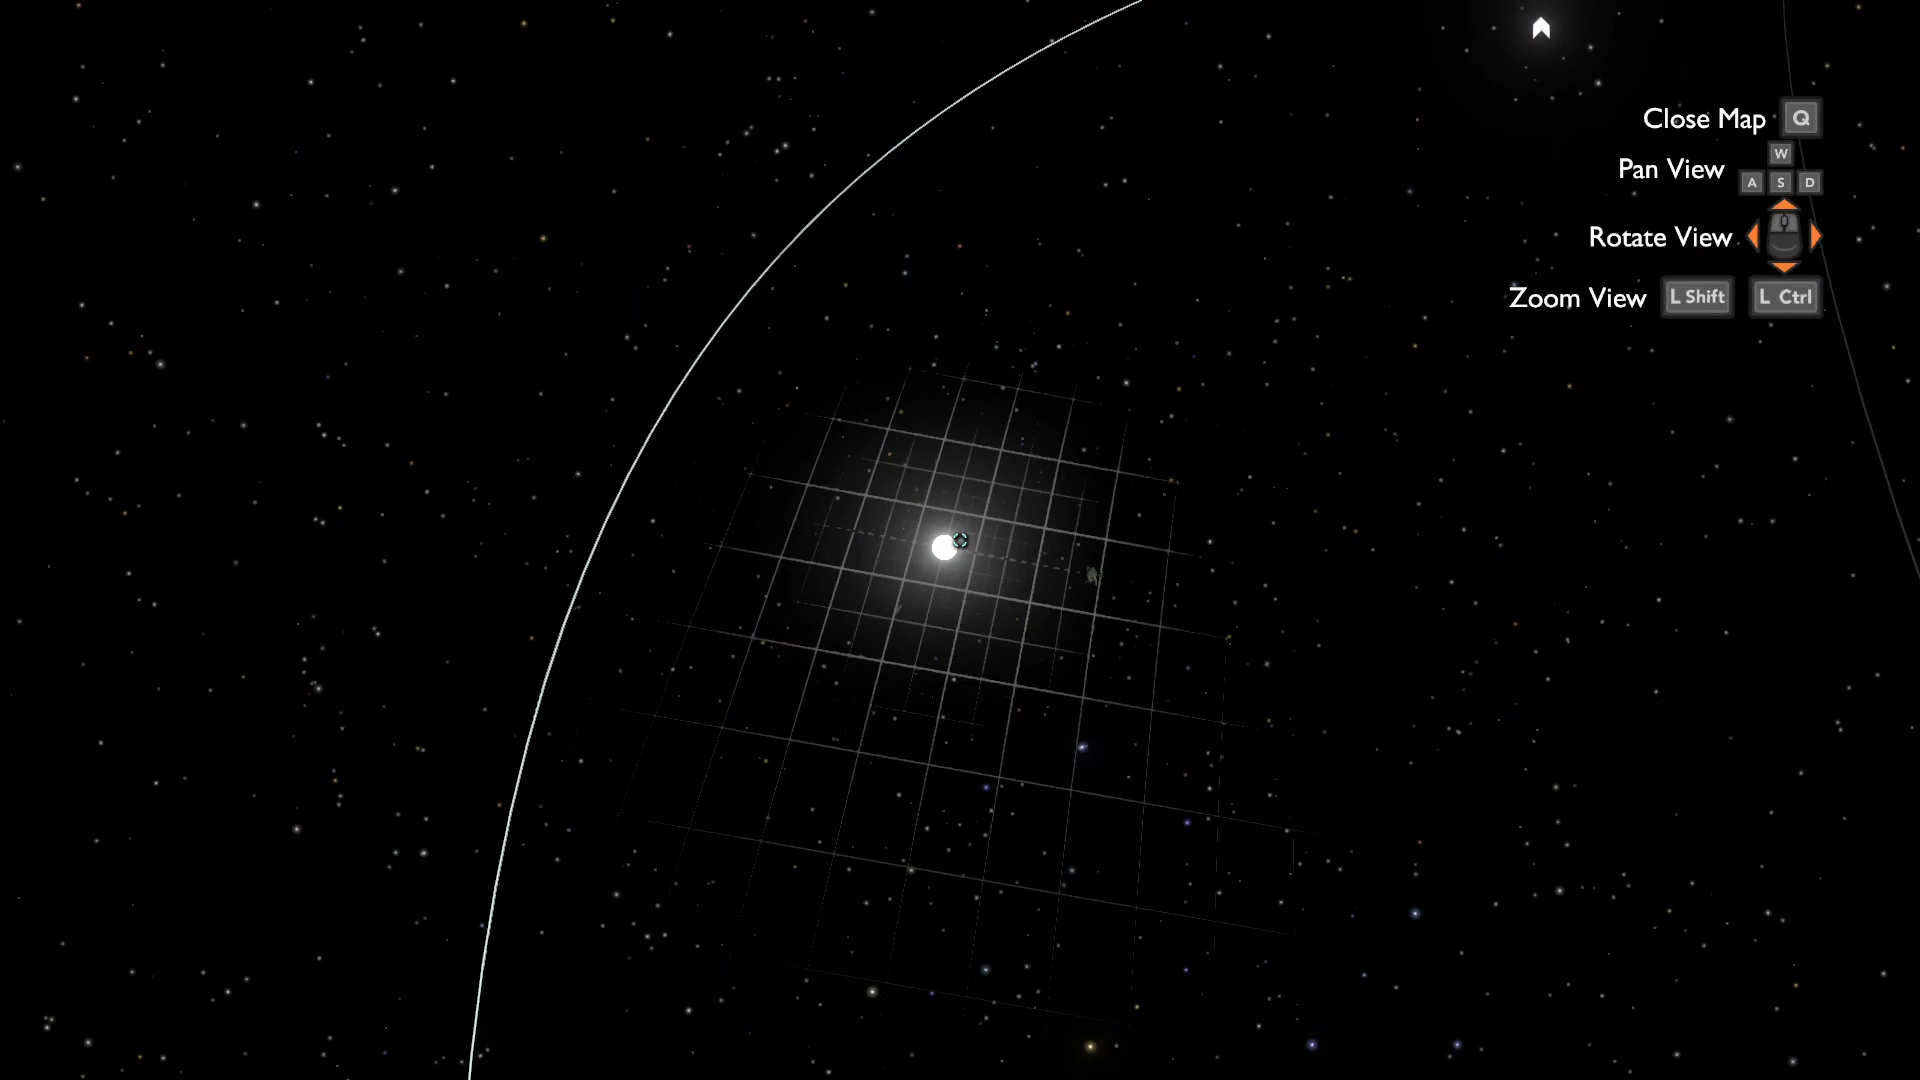 Close Map Q
W
Pan View
A S D
Rotate View
Zoom View L Shift L Ctrl